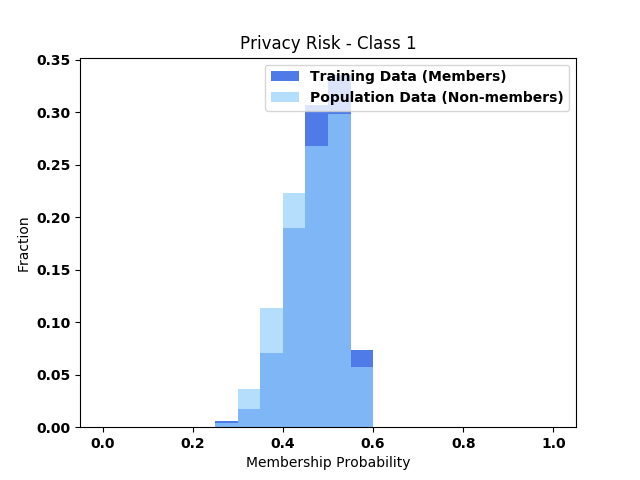 Privacy Risk - Class 1
Training Data (Members)
Population Data (Non-members)
0.35
0.30
0.25
0.20
0.15
0.10
0.05
0.00
Fraction
0.0 0.2 0.4 0.6 0.8 1.0
Membership Probability